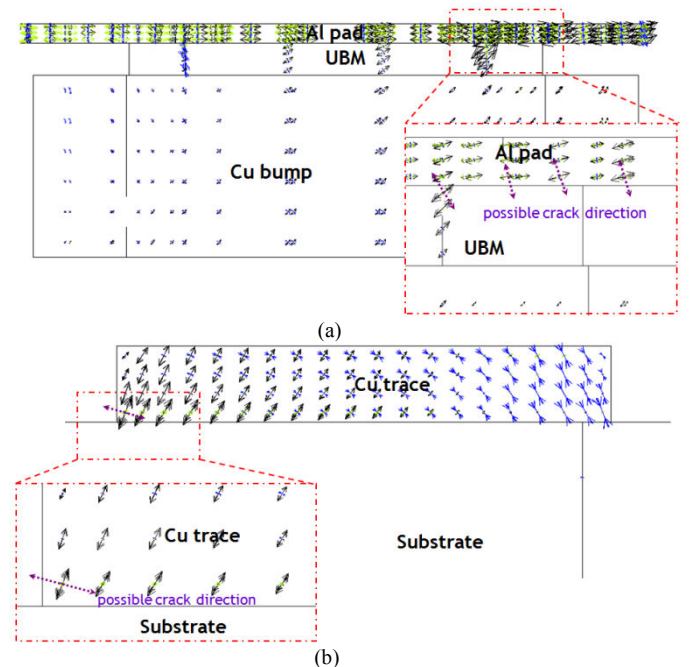 Al pad
UBM
Cu bump
Al pad
possible crack direction
UBM
(a)
Cu trace
Cu trace
Substrate
possible crack direction
Substrate
(b)